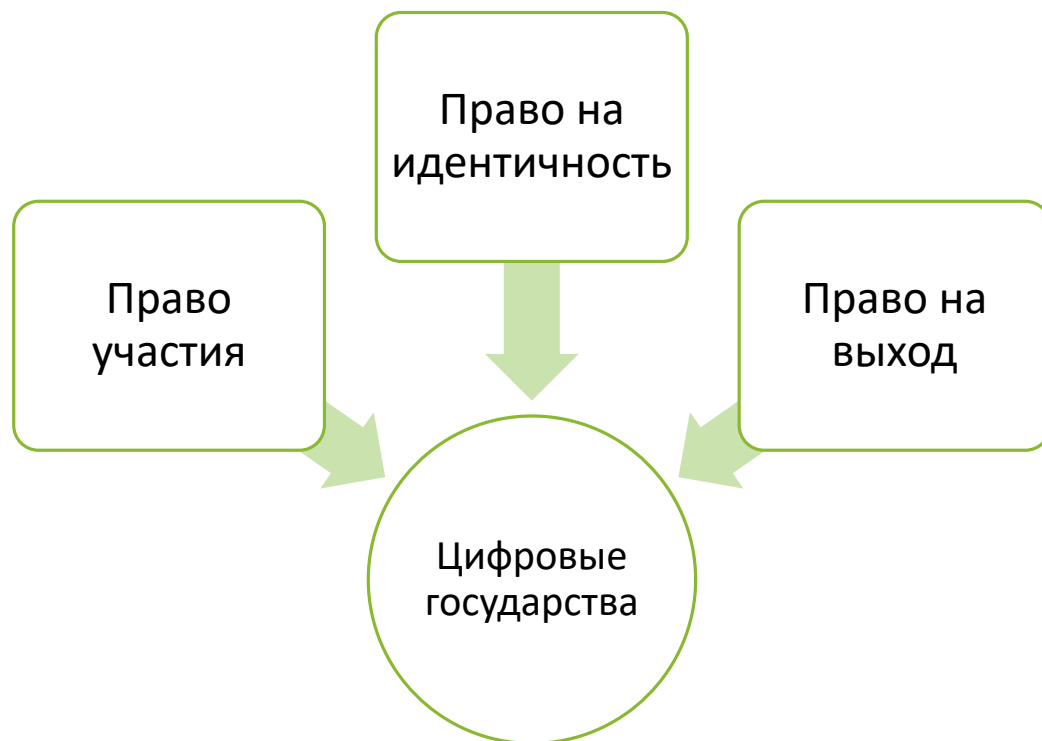 Право на
идентичность
Право
участия
Право на
выход
Цифровые
государства